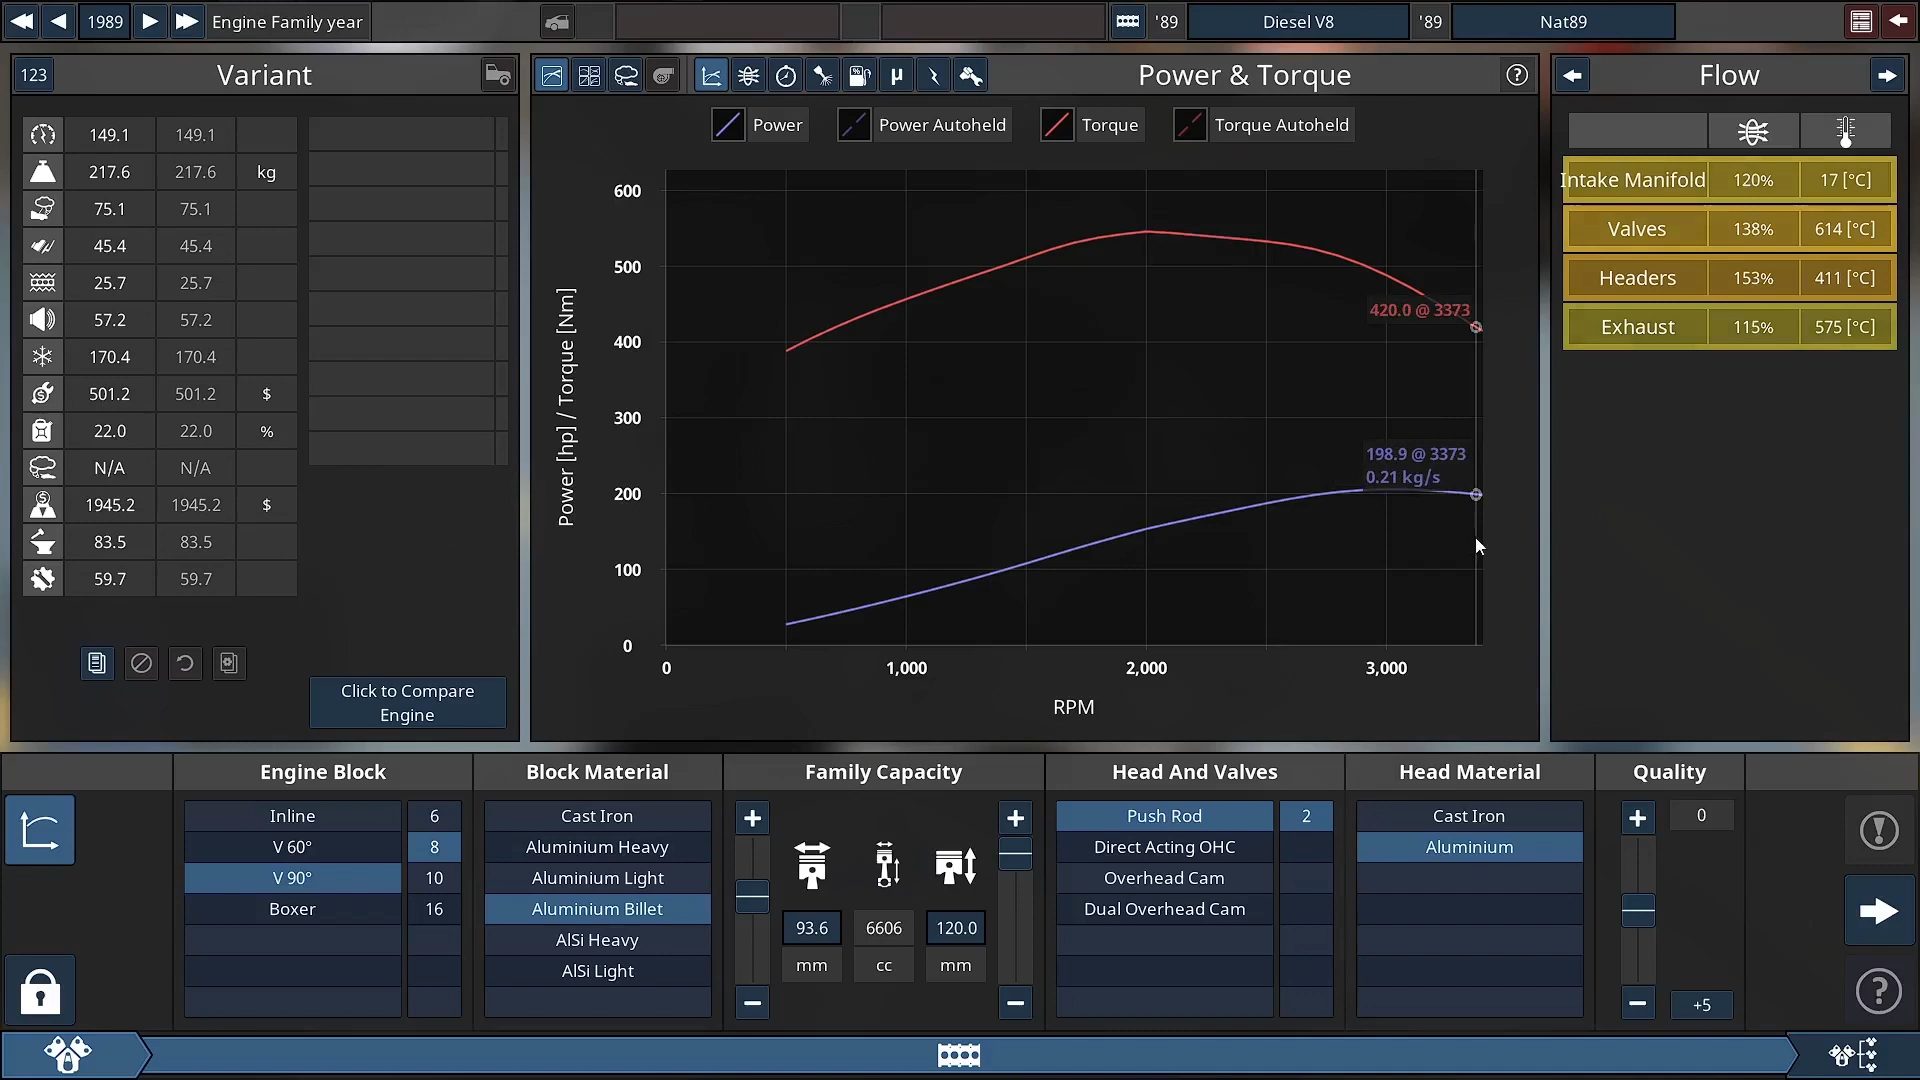 1989
Engine Family year
'89
Diesel V8
'89
Nat89
123
Variant
149.1 149.1
217.6 217.6 kg
75.1 75.1
45.4 45.4
25.7 25.7
57.2 57.2
170.4 170.4
501.2 501.2 $
22.0 22.0 %
N/A N/A
1945.2 1945.2 $
83.5 83.5
59.7 59.7
Click to Compare
Engine
μ
Power & Torque
?
Power
Power Autoheld
Torque
Torque Autoheld
Power [hp] / Torque [Nm]
600
500
400
300
200
100
0
420.0 @ 3373
198.9 @ 3373
0.21 kg/s
0 1,000 2,000 3,000
RPM
Flow
Intake Manifold 120% 17 [°C]
Valves 138% 614 [°C]
Headers 153% 411 [°C]
Exhaust 115% 575 [°C]
Engine Block
Inline 6
V 60° 8
V 90° 10
Boxer 16
Block Material
Cast Iron
Aluminium Heavy
Aluminium Light
Aluminium Billet
AlSi Heavy
AlSi Light
Family Capacity
+ +
93.6 6606 120.0
mm cc mm
− −
Head And Valves
Push Rod 2
Direct Acting OHC
Overhead Cam
Dual Overhead Cam
Head Material
Cast Iron
Aluminium
Quality
+ 0
− +5
!
?